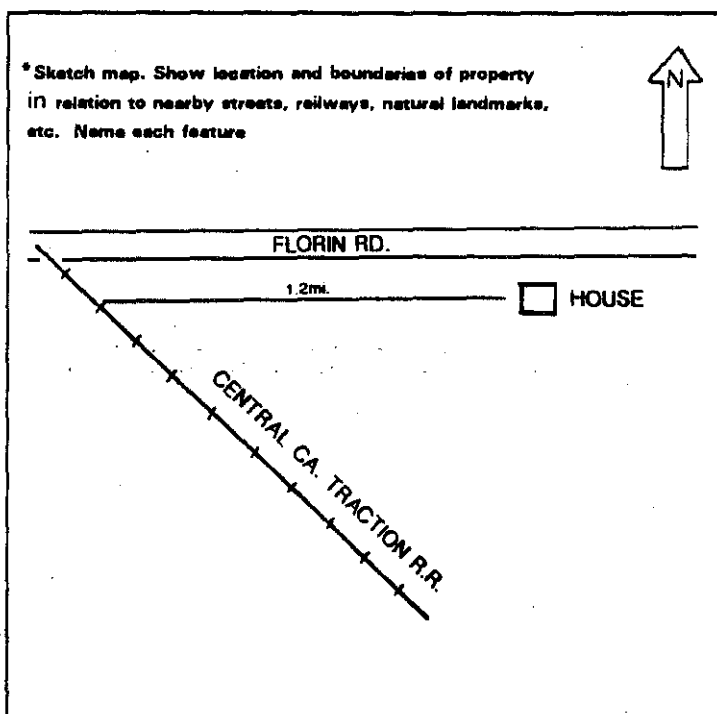 *Sketch map. Show location and boundaries of property
in relation to nearby streets, railways, natural landmarks,
etc. Name each feature
N
FLORIN RD.
1.2mi.
HOUSE
CENTRAL CA. TRACTION R.R.